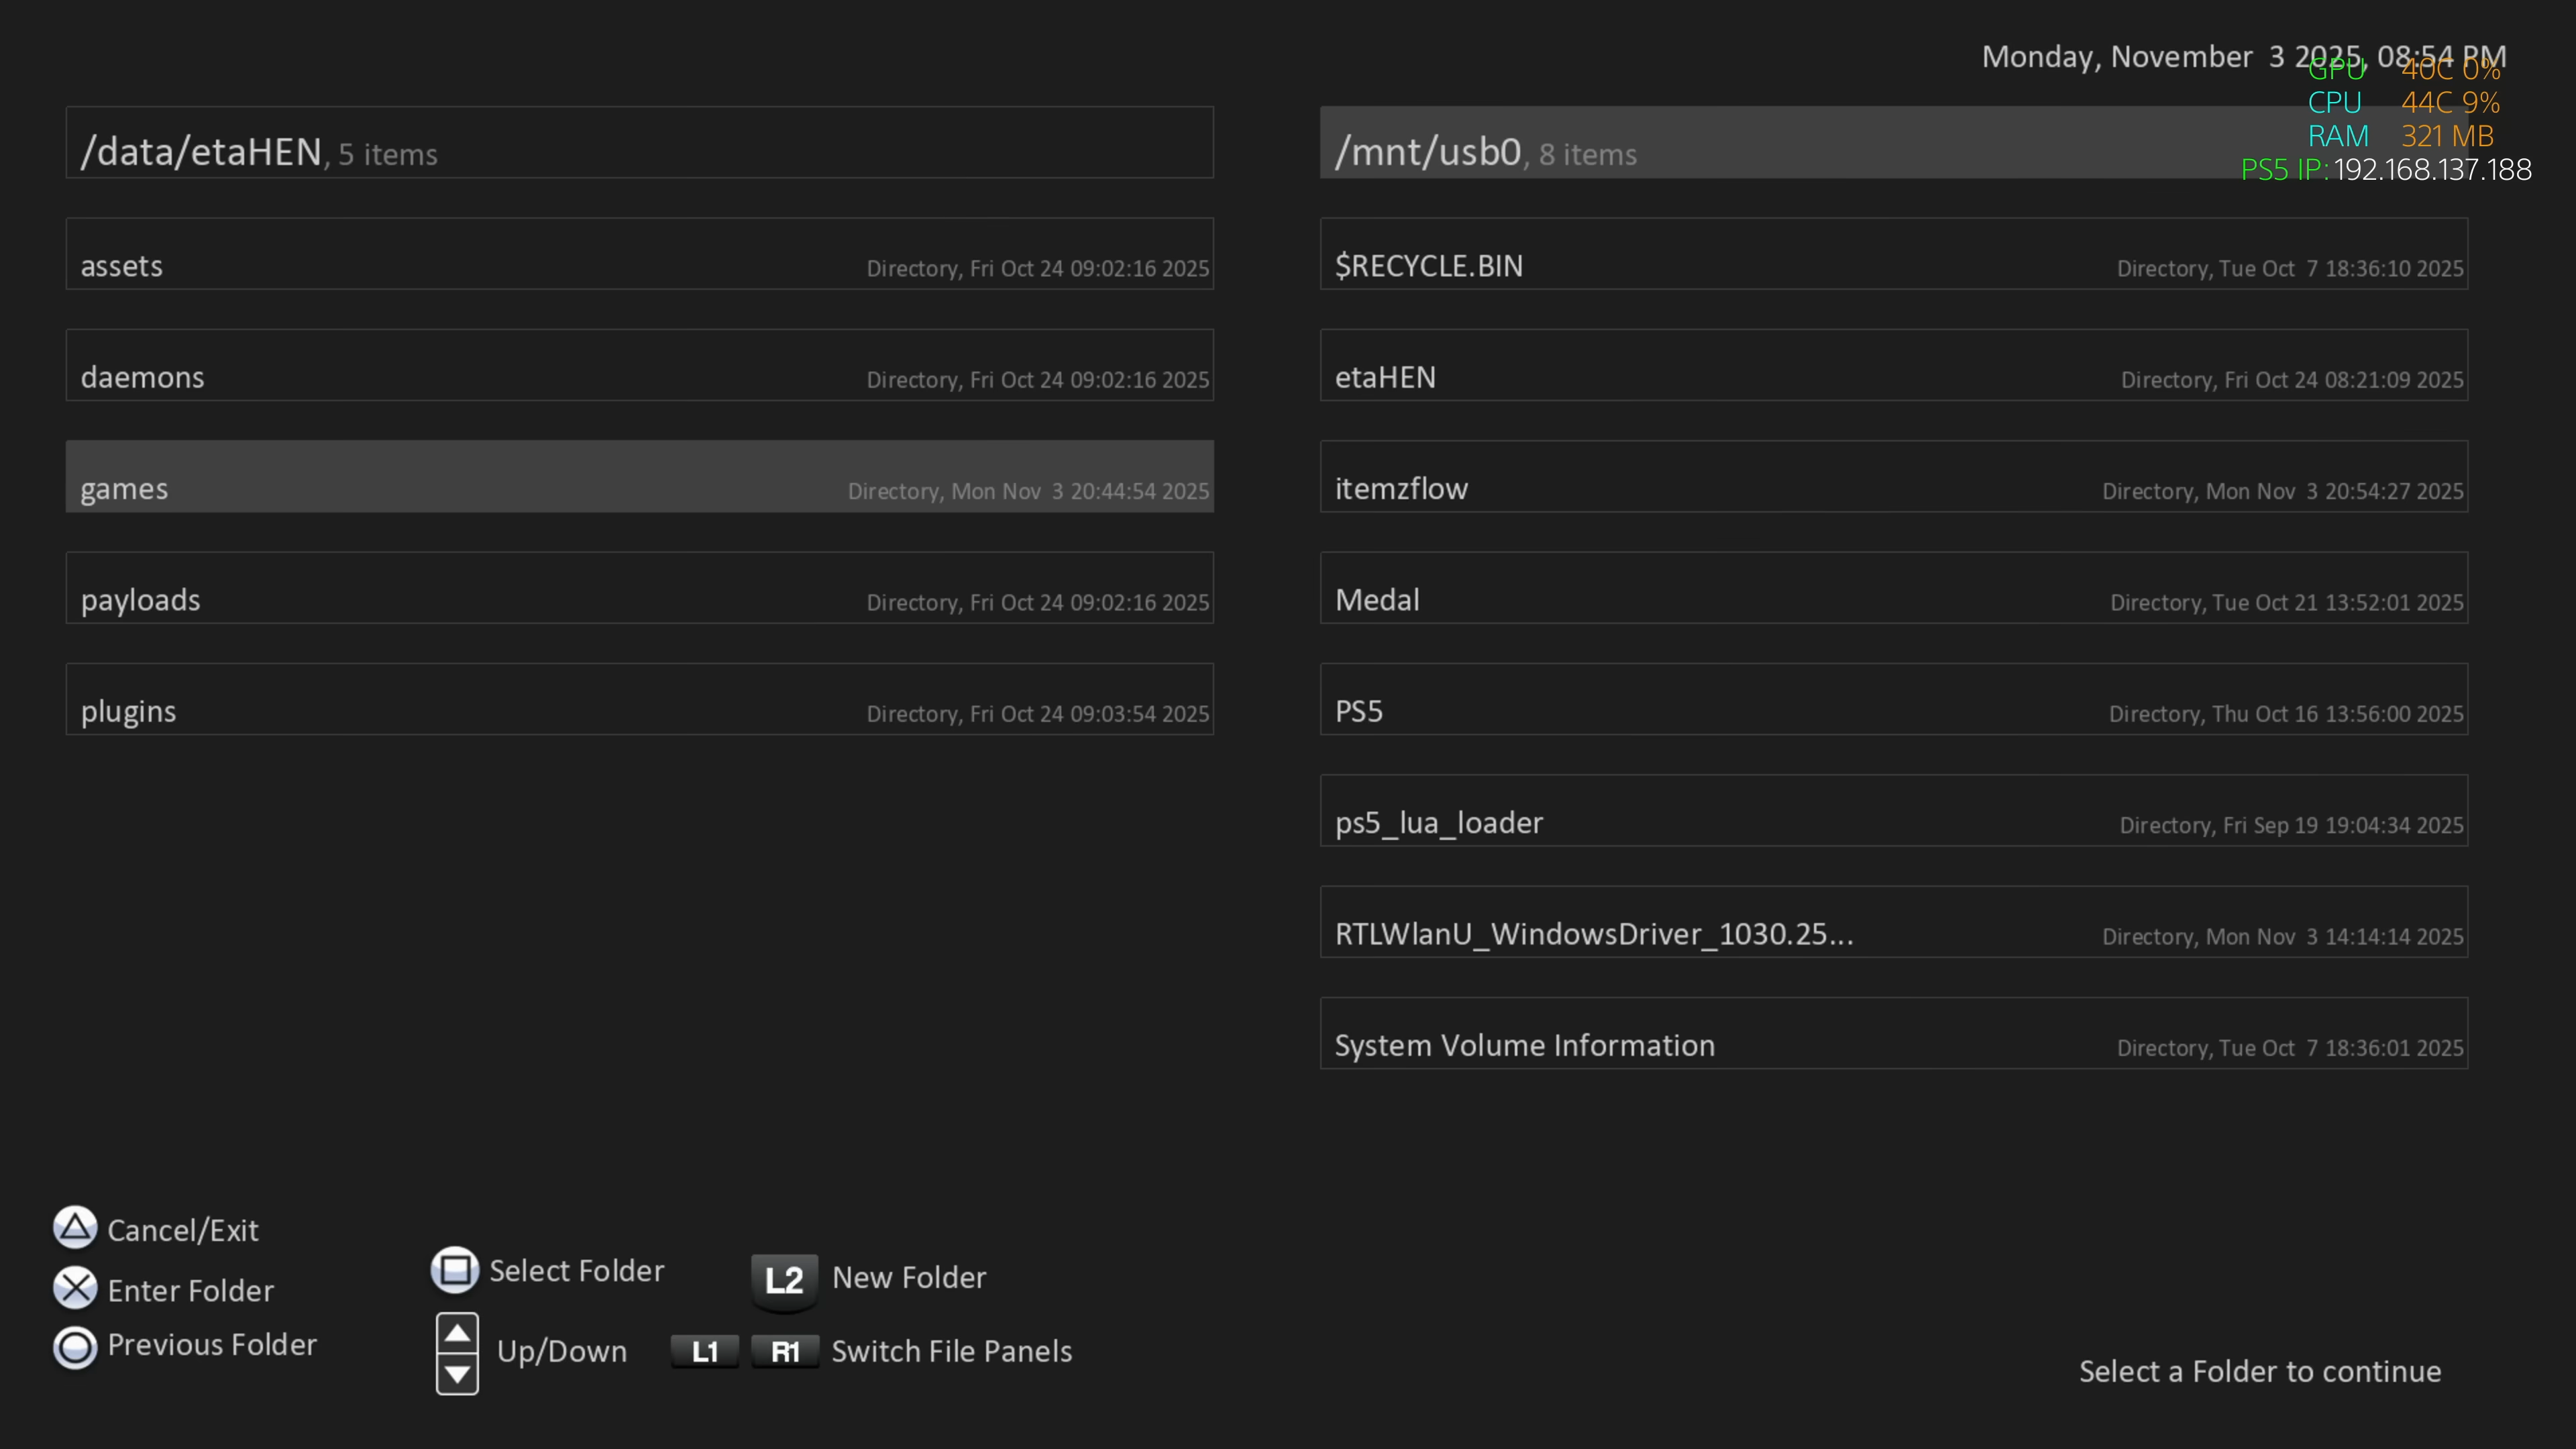 Monday, November 3 2025, 08:54 PM
GPU 40C 0%
CPU 44C 9%
RAM 321 MB
PS5 IP: 192.168.137.188
/data/etaHEN, 5 items
assets Directory, Fri Oct 24 09:02:16 2025
daemons Directory, Fri Oct 24 09:02:16 2025
games Directory, Mon Nov 3 20:44:54 2025
payloads Directory, Fri Oct 24 09:02:16 2025
plugins Directory, Fri Oct 24 09:03:54 2025
/mnt/usb0, 8 items
$RECYCLE.BIN Directory, Tue Oct 7 18:36:10 2025
etaHEN Directory, Fri Oct 24 08:21:09 2025
itemzflow Directory, Mon Nov 3 20:54:27 2025
Medal Directory, Tue Oct 21 13:52:01 2025
PS5 Directory, Thu Oct 16 13:56:00 2025
ps5_lua_loader Directory, Fri Sep 19 19:04:34 2025
RTLWlanU_WindowsDriver_1030.25... Directory, Mon Nov 3 14:14:14 2025
System Volume Information Directory, Tue Oct 7 18:36:01 2025
Cancel/Exit
Enter Folder
Previous Folder
Select Folder
Up/Down
L2 New Folder
L1 R1 Switch File Panels
Select a Folder to continue